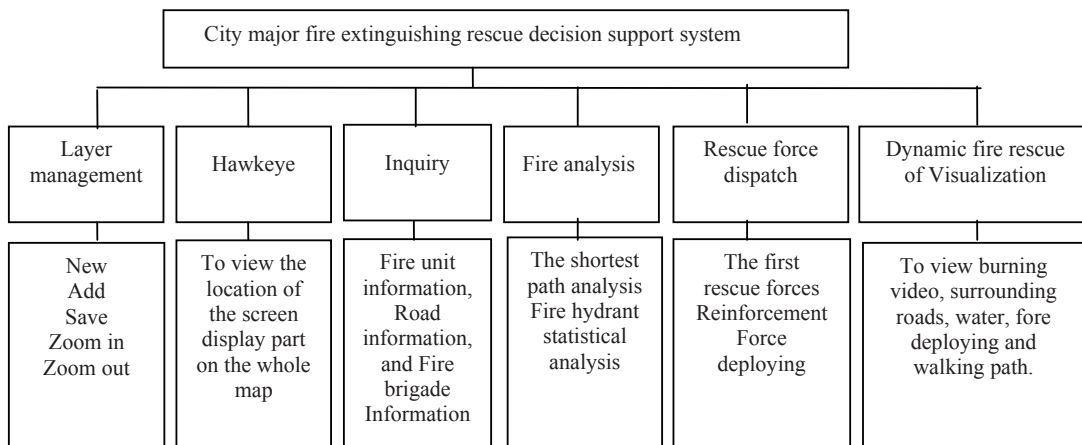 City major fire extinguishing rescue decision support system
Layer
management
Hawkeye
Inquiry
Fire analysis
Rescue force
dispatch
Dynamic fire rescue
of Visualization
New
Add
Save
Zoom in
Zoom out
To view the
location of
the screen
display part
on the whole
map
Fire unit
information,
Road
information,
and Fire
brigade
Information
The shortest
path analysis
Fire hydrant
statistical
analysis
The first
rescue forces
Reinforcement
Force
deploying
To view burning
video, surrounding
roads, water, fore
deploying and
walking path.